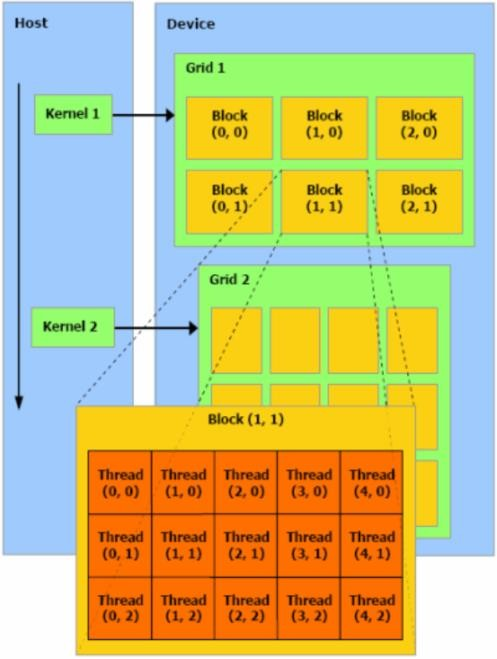 Host
Device
Grid 1
Kernel 1
Block
(0, 0)
Block
(1, 0)
Block
(2, 0)
Block
(0, 1)
Block
(1, 1)
Block
(2, 1)
Grid 2
Kernel 2
Block (1, 1)
Thread
(0, 0)
Thread
(1, 0)
Thread
(2, 0)
Thread
(3, 0)
Thread
(4, 0)
Thread
(0, 1)
Thread
(1, 1)
Thread
(2, 1)
Thread
(3, 1)
Thread
(4, 1)
Thread
(0, 2)
Thread
(1, 2)
Thread
(2, 2)
Thread
(3, 2)
Thread
(4, 2)